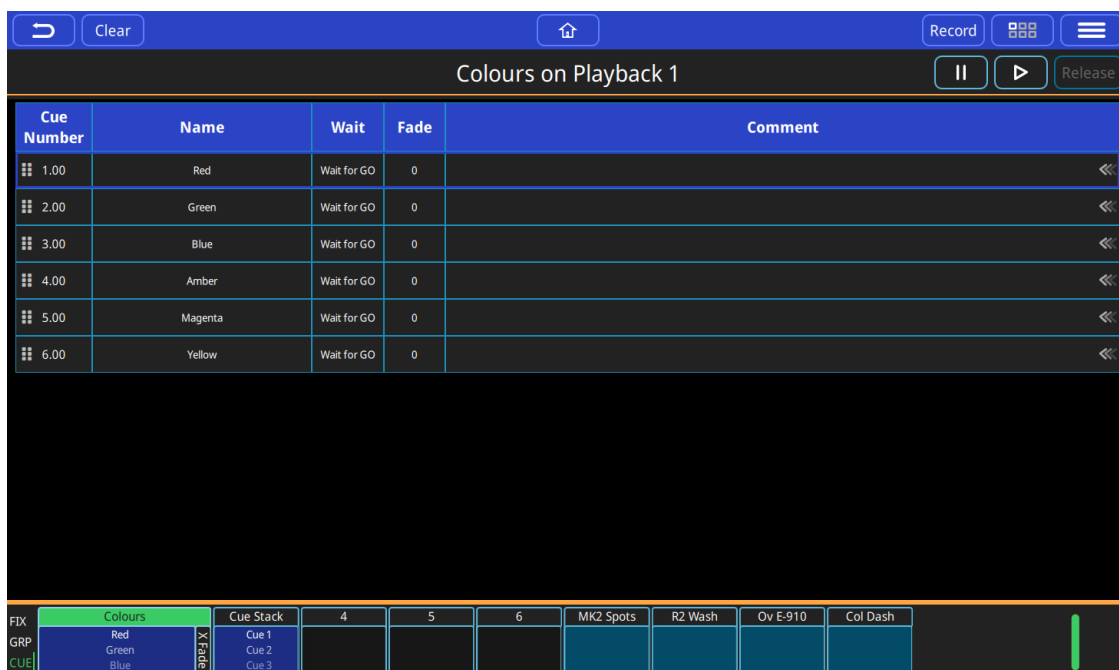 Clear
Record
Colours on Playback 1
Release
Cue Number Name Wait Fade Comment
1.00 Red Wait for GO 0
2.00 Green Wait for GO 0
3.00 Blue Wait for GO 0
4.00 Amber Wait for GO 0
5.00 Magenta Wait for GO 0
6.00 Yellow Wait for GO 0
FIX
GRP
CUE
Colours
Red
Green
Blue
X Fade
Cue Stack
Cue 1
Cue 2
Cue 3
4
5
6
MK2 Spots
R2 Wash
Ov E-910
Col Dash